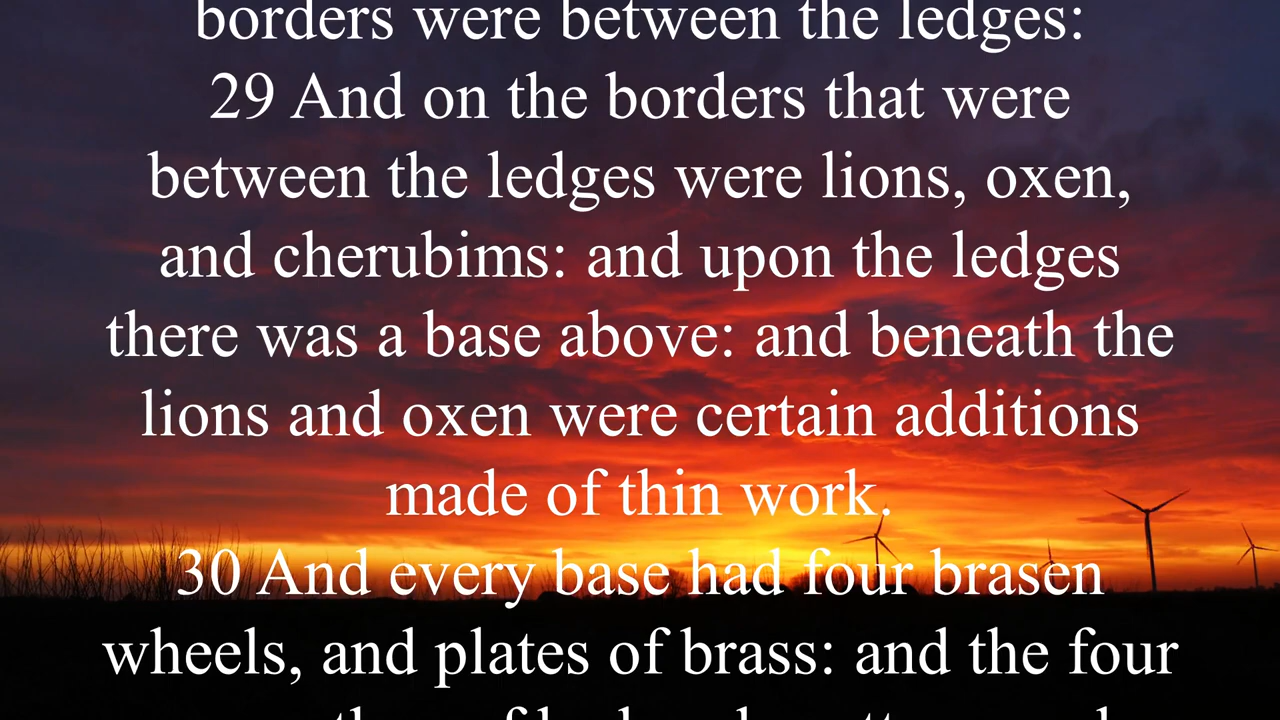 borders were between the ledges:
29 And on the borders that were
between the ledges were lions, oxen,
and cherubims: and upon the ledges
there was a base above: and beneath the
lions and oxen were certain additions
made of thin work.
30 And every base had four brasen
wheels, and plates of brass: and the four